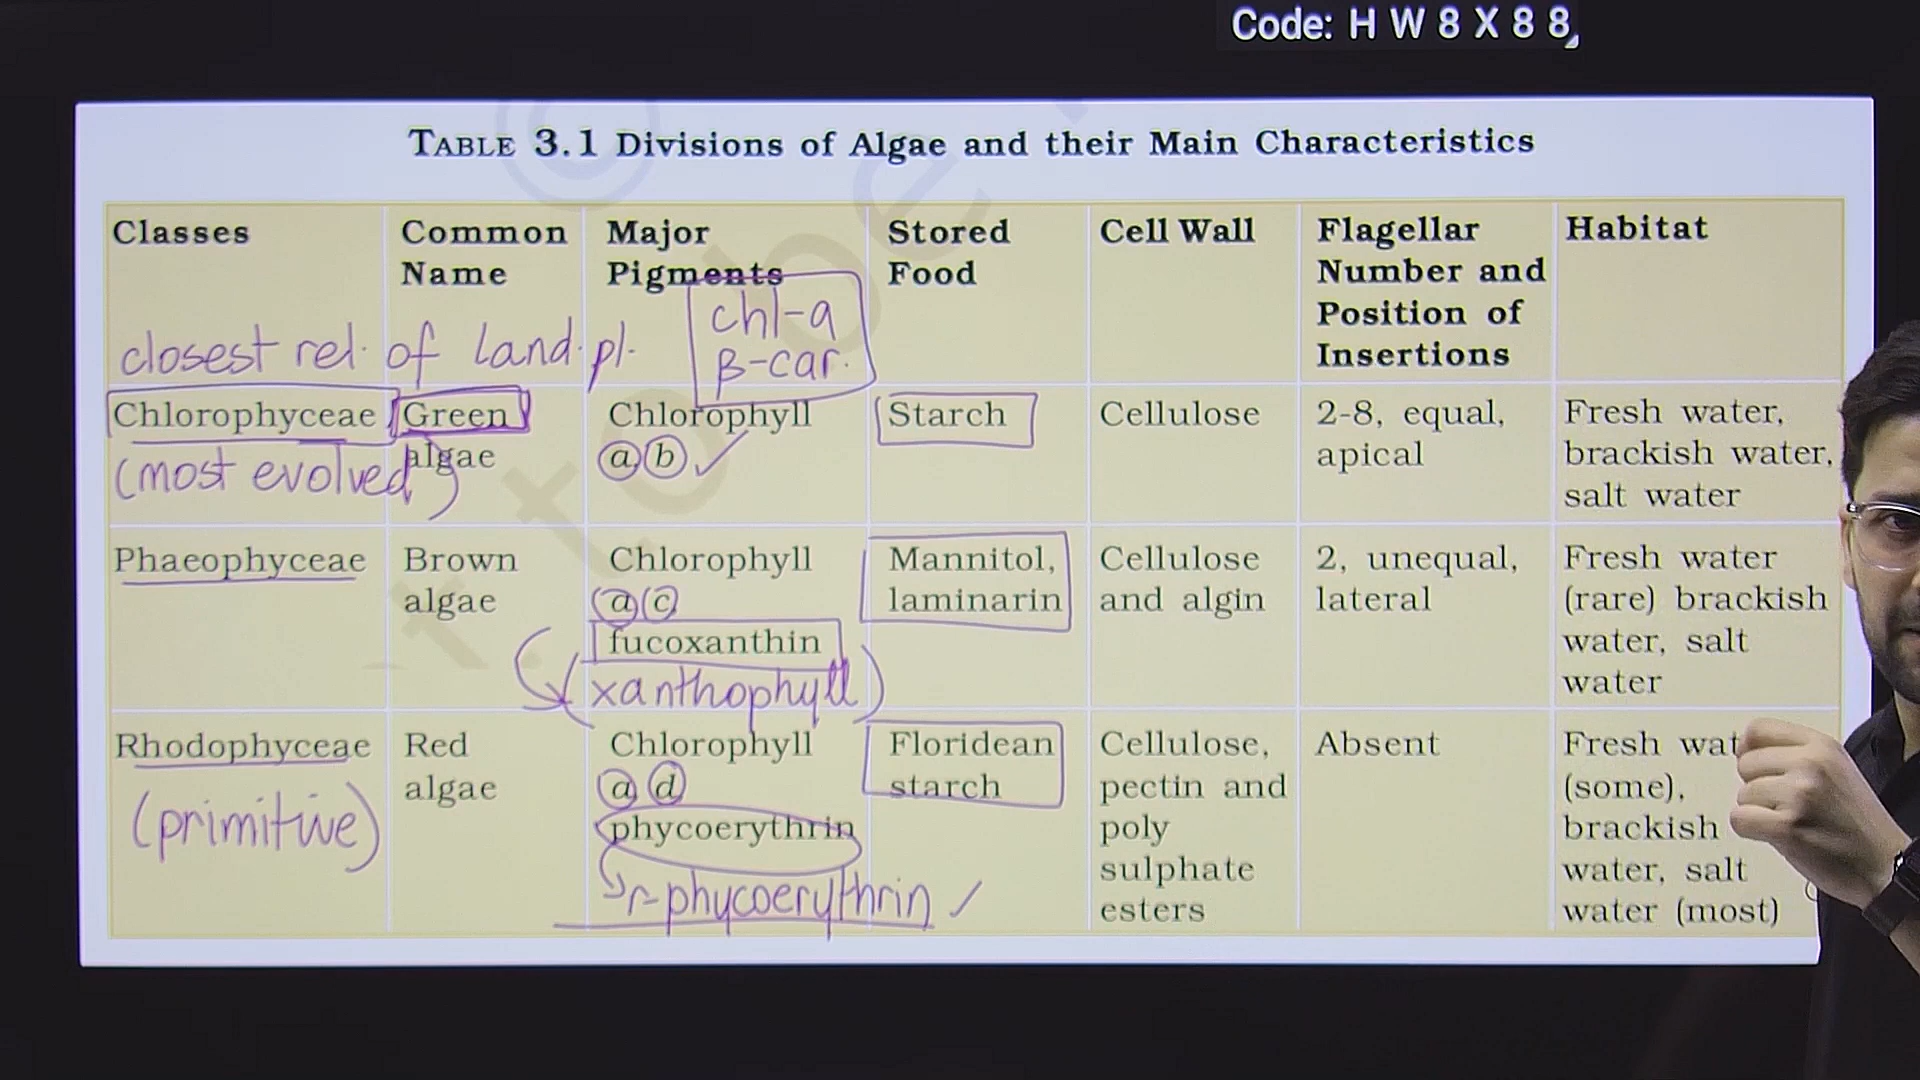 Code: H W 8 X 8 8
TABLE 3.1 Divisions of Algae and their Main Characteristics
Classes
Common
Name
Major
Pigments
Stored
Food
Cell Wall
Flagellar
Number and
Position of
Insertions
Habitat
chl-a
β-car.
closest rel. of land.pl.
Chlorophyceae
(most evolved)
Green
algae
Chlorophyll
a, b ✓
Starch
Cellulose
2-8, equal,
apical
Fresh water,
brackish water,
salt water
Phaeophyceae
Brown
algae
Chlorophyll
a, c
fucoxanthin
(xanthophyll)
Mannitol,
laminarin
Cellulose
and algin
2, unequal,
lateral
Fresh water
(rare) brackish
water, salt
water
Rhodophyceae
(primitive)
Red
algae
Chlorophyll
a, d
phycoerythrin
r-phycoerythrin ✓
Floridean
starch
Cellulose,
pectin and
poly
sulphate
esters
Absent
Fresh wat
(some),
brackish
water, salt
water (most)